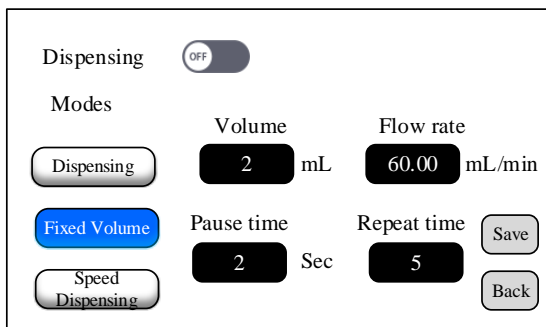 Dispensing OFF
Modes
Volume Flow rate
Dispensing 2 mL 60.00 mL/min
Fixed Volume Pause time Repeat time Save
2 Sec 5
Speed
Dispensing Back